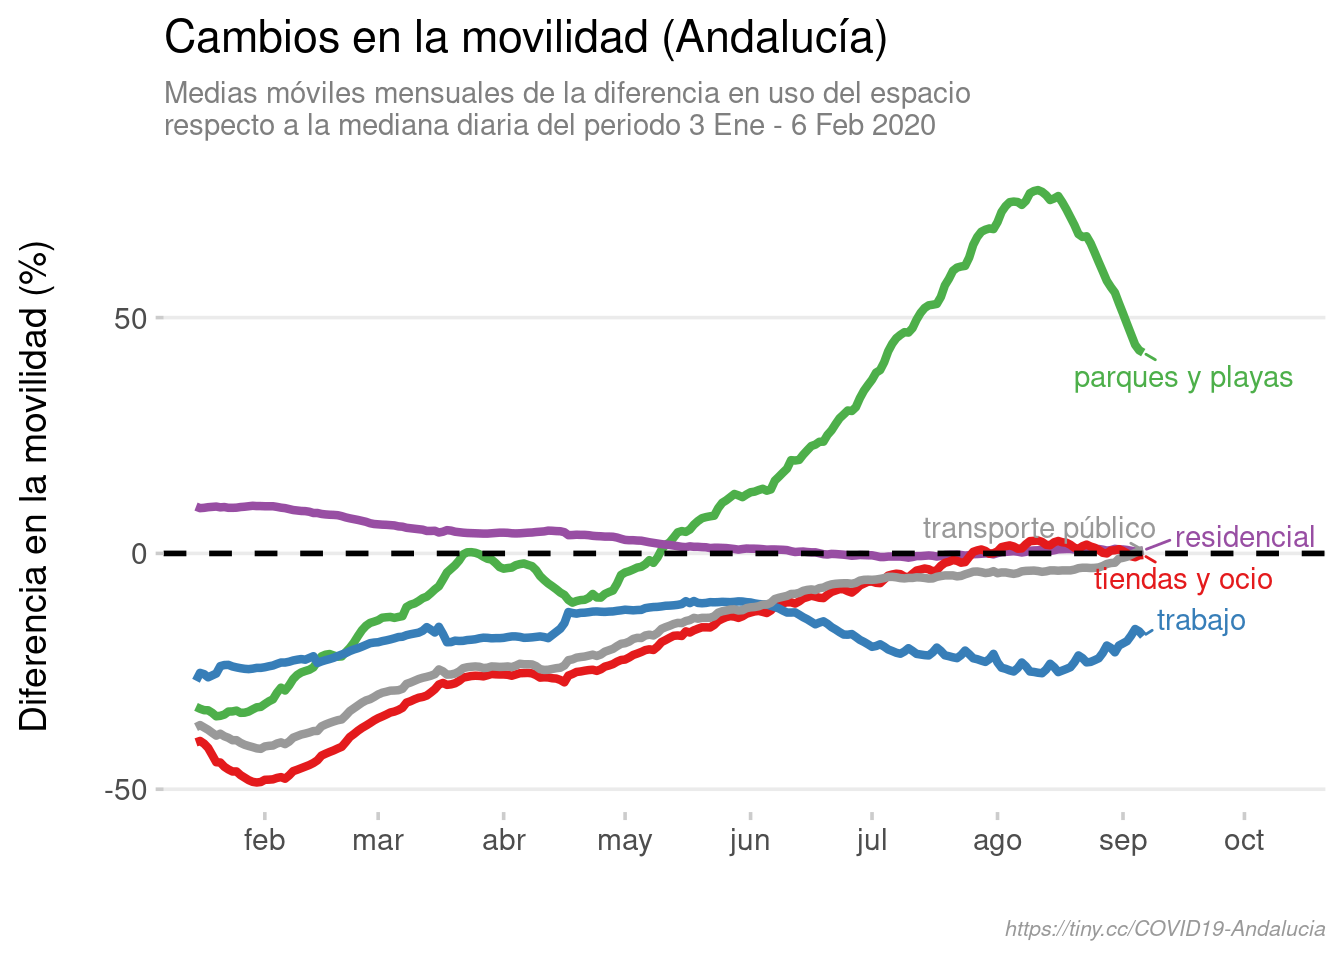 Cambios en la movilidad (Andalucía)
Medias móviles mensuales de la diferencia en uso del espacio
respecto a la mediana diaria del periodo 3 Ene - 6 Feb 2020
Diferencia en la movilidad (%)
50
0
-50
parques y playas
transporte público
residencial
tiendas y ocio
trabajo
feb mar abr may jun jul ago sep oct
https://tiny.cc/COVID19-Andalucia